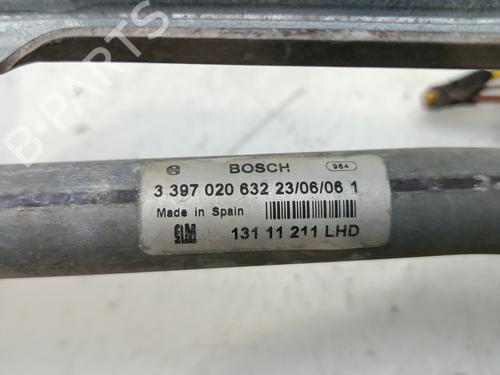 BOSCH 964
3 397 020 632 23/06/06 1
Made in Spain
GM 131 11 211 LHD
B-PARTS